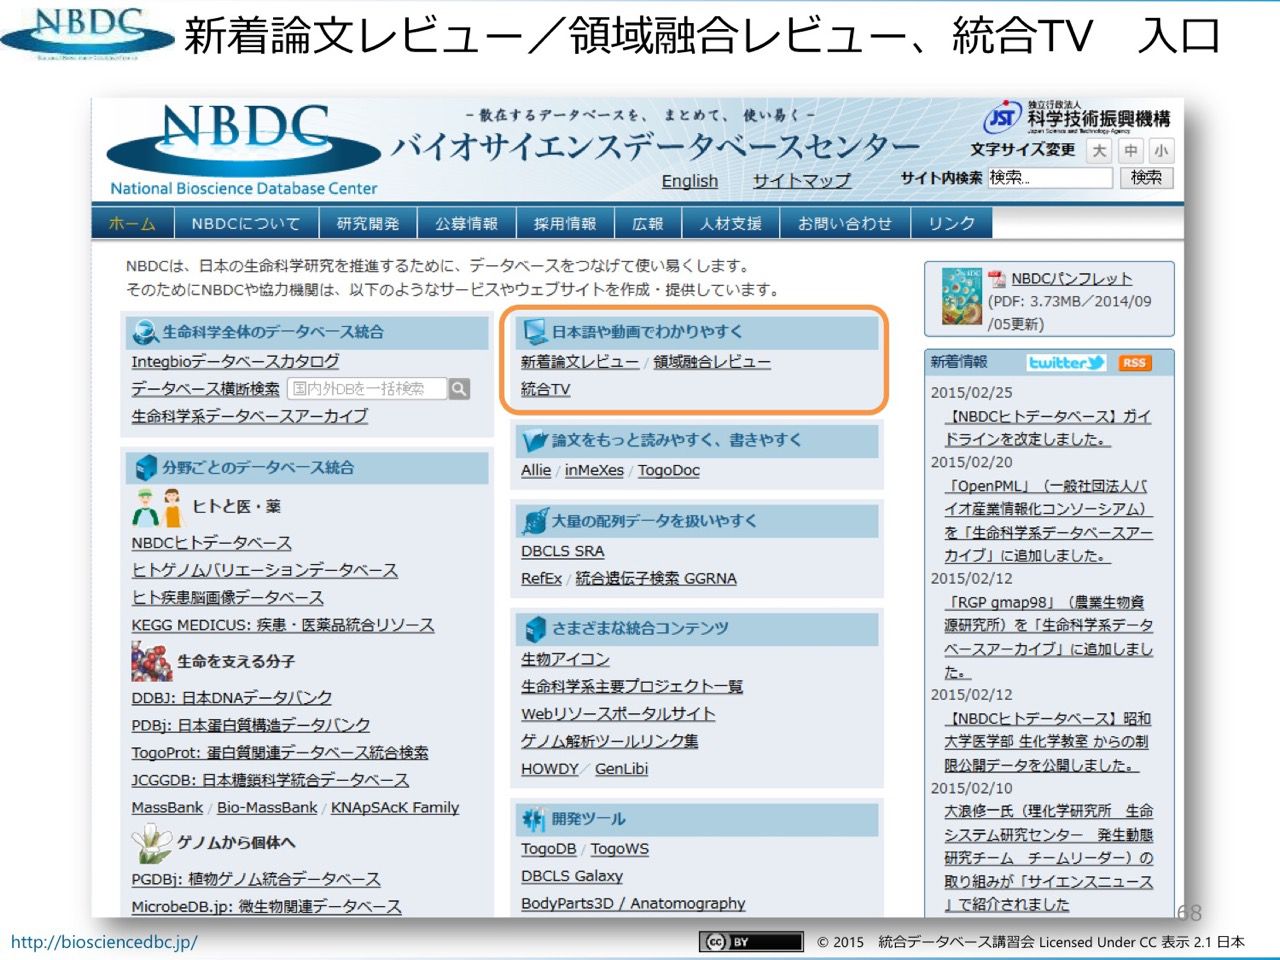 NBDC
新着論文レビュー／領域融合レビュー、統合TV　入口
NBDC
National Bioscience Database Center
－散在するデータベースを、まとめて、使い易く－
バイオサイエンスデータベースセンター
JST 独立行政法人
科学技術振興機構
Japan Science and Technology Agency
文字サイズ変更 大 中 小
English サイトマップ サイト内検索 検索... 検索
ホーム NBDCについて 研究開発 公募情報 採用情報 広報 人材支援 お問い合わせ リンク
NBDCは、日本の生命科学研究を推進するために、データベースをつなげて使い易くします。
そのためにNBDCや協力機関は、以下のようなサービスやウェブサイトを作成・提供しています。
生命科学全体のデータベース統合
Integbioデータベースカタログ
データベース横断検索 国内外DBを一括検索
生命科学系データベースアーカイブ
分野ごとのデータベース統合
ヒトと医・薬
NBDCヒトデータベース
ヒトゲノムバリエーションデータベース
ヒト疾患脳画像データベース
KEGG MEDICUS: 疾患・医薬品統合リソース
生命を支える分子
DDBJ: 日本DNAデータバンク
PDBj: 日本蛋白質構造データバンク
TogoProt: 蛋白質関連データベース統合検索
JCGGDB: 日本糖鎖科学統合データベース
MassBank / Bio-MassBank / KNApSAcK Family
ゲノムから個体へ
PGDBj: 植物ゲノム統合データベース
MicrobeDB.jp: 微生物関連データベース
日本語や動画でわかりやすく
新着論文レビュー / 領域融合レビュー
統合TV
論文をもっと読みやすく、書きやすく
Allie / inMeXes / TogoDoc
大量の配列データを扱いやすく
DBCLS SRA
RefEx / 統合遺伝子検索 GGRNA
さまざまな統合コンテンツ
生物アイコン
生命科学系主要プロジェクト一覧
Webリソースポータルサイト
ゲノム解析ツールリンク集
HOWDY／ GenLibi
開発ツール
TogoDB / TogoWS
DBCLS Galaxy
BodyParts3D / Anatomography
NBDCパンフレット
(PDF: 3.73MB／2014/09
/05更新)
新着情報 twitter RSS
2015/02/25
【NBDCヒトデータベース】ガイ
ドラインを改定しました。
2015/02/20
「OpenPML」（一般社団法人バ
イオ産業情報化コンソーシアム）
を「生命科学系データベースアー
カイブ」に追加しました。
2015/02/12
「RGP gmap98」（農業生物資
源研究所）を「生命科学系データ
ベースアーカイブ」に追加しまし
た。
2015/02/12
【NBDCヒトデータベース】昭和
大学医学部 生化学教室 からの制
限公開データを公開しました。
2015/02/10
大浪修一氏（理化学研究所　生命
システム研究センター　発生動態
研究チーム　チームリーダー）の
取り組みが「サイエンスニュース
」で紹介されました
68
http://biosciencedbc.jp/
cc BY © 2015　統合データベース講習会 Licensed Under CC 表示 2.1 日本